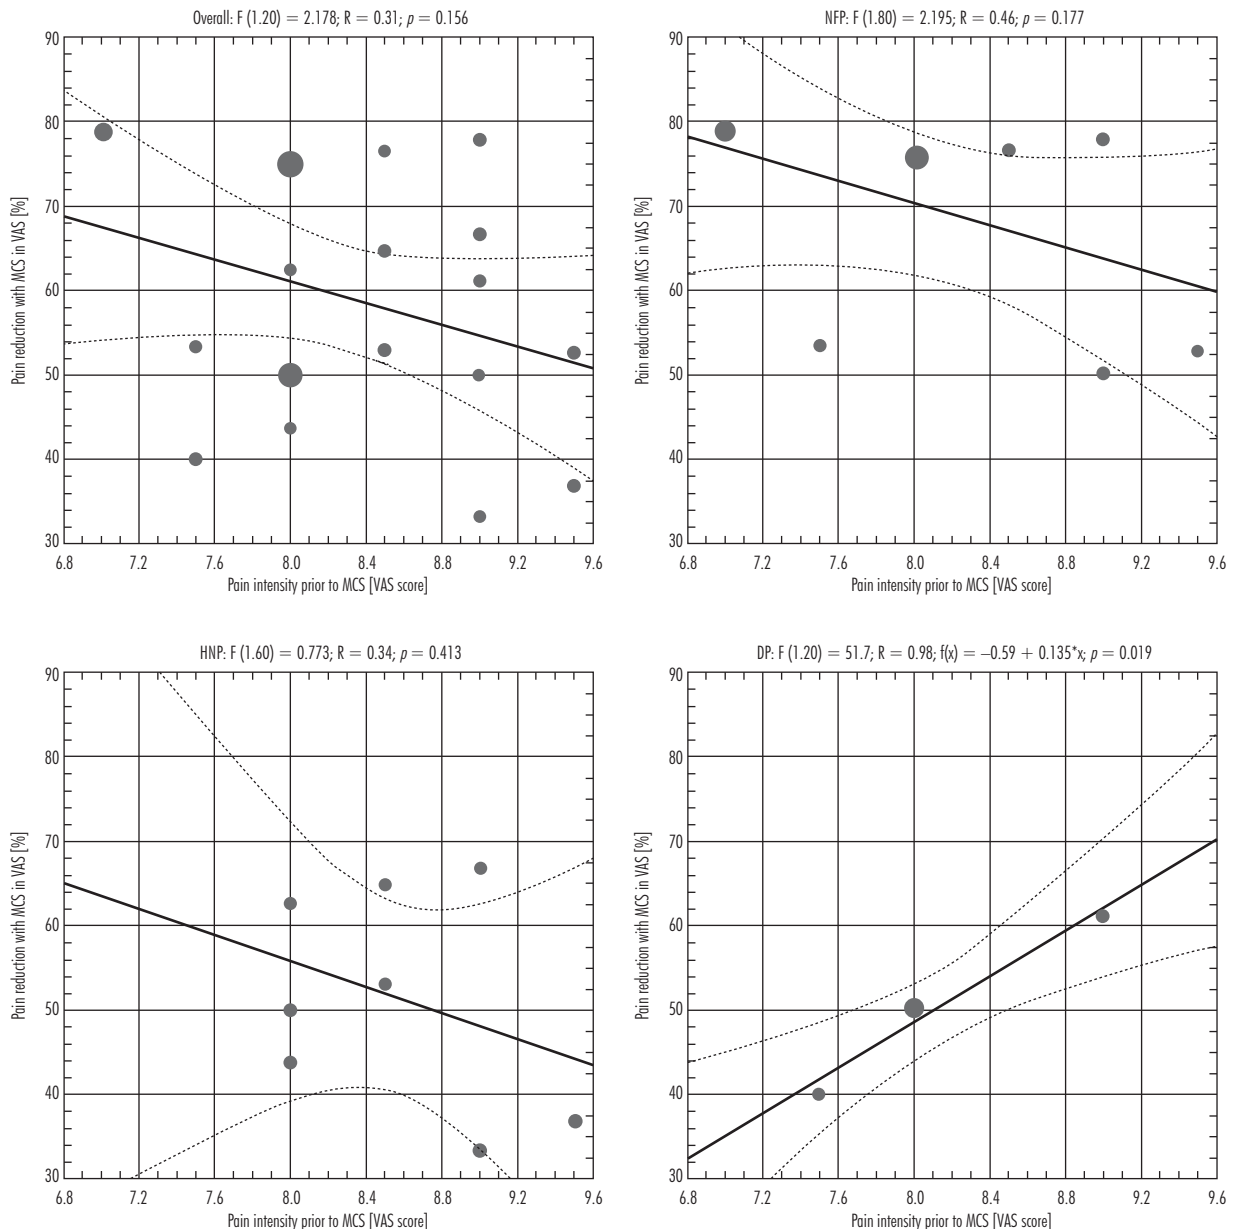 Overall: F (1.20) = 2.178; R = 0.31; p = 0.156
90
80
70
60
50
40
30
Pain reduction with MCS in VAS [%]
6.8 7.2 7.6 8.0 8.4 8.8 9.2 9.6
Pain intensity prior to MCS [VAS score]
NFP: F (1.80) = 2.195; R = 0.46; p = 0.177
90
80
70
60
50
40
30
Pain reduction with MCS in VAS [%]
6.8 7.2 7.6 8.0 8.4 8.8 9.2 9.6
Pain intensity prior to MCS [VAS score]
HNP: F (1.60) = 0.773; R = 0.34; p = 0.413
90
80
70
60
50
40
30
Pain reduction with MCS in VAS [%]
6.8 7.2 7.6 8.0 8.4 8.8 9.2 9.6
Pain intensity prior to MCS [VAS score]
DP: F (1.20) = 51.7; R = 0.98; f(x) = −0.59 + 0.135*x; p = 0.019
90
80
70
60
50
40
30
Pain reduction with MCS in VAS [%]
6.8 7.2 7.6 8.0 8.4 8.8 9.2 9.6
Pain intensity prior to MCS [VAS score]